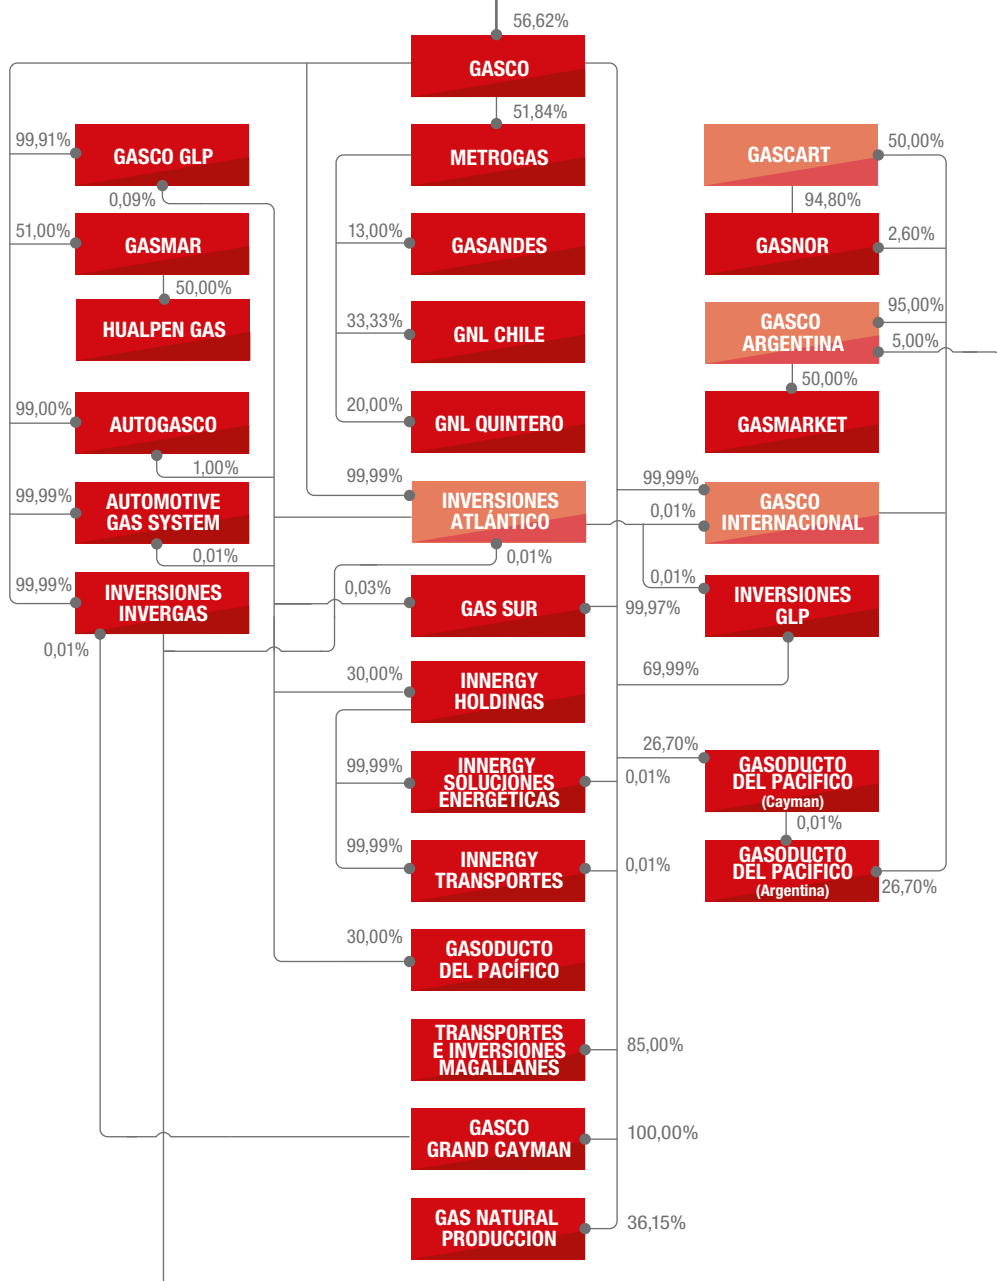 56,62%
GASCO
51,84%
99,91%
GASCO GLP
0,09%
METROGAS
GASCART
50,00%
94,80%
51,00%
GASMAR
13,00%
GASANDES
GASNOR
2,60%
50,00%
HUALPEN GAS
33,33%
GNL CHILE
GASCO
ARGENTINA
95,00%
5,00%
50,00%
99,00%
AUTOGASCO
1,00%
20,00%
GNL QUINTERO
GASMARKET
99,99%
AUTOMOTIVE
GAS SYSTEM
0,01%
99,99%
INVERSIONES
ATLÁNTICO
0,01%
99,99%
0,01%
GASCO
INTERNACIONAL
99,99%
INVERSIONES
INVERGAS
0,01%
0,03%
GAS SUR
99,97%
0,01%
INVERSIONES
GLP
69,99%
30,00%
INNERGY
HOLDINGS
99,99%
INNERGY
SOLUCIONES
ENERGÉTICAS
0,01%
26,70%
GASODUCTO
DEL PACÍFICO
(Cayman)
0,01%
99,99%
INNERGY
TRANSPORTES
0,01%
GASODUCTO
DEL PACÍFICO
(Argentina)
26,70%
30,00%
GASODUCTO
DEL PACÍFICO
TRANSPORTES
E INVERSIONES
MAGALLANES
85,00%
GASCO
GRAND CAYMAN
100,00%
GAS NATURAL
PRODUCCION
36,15%